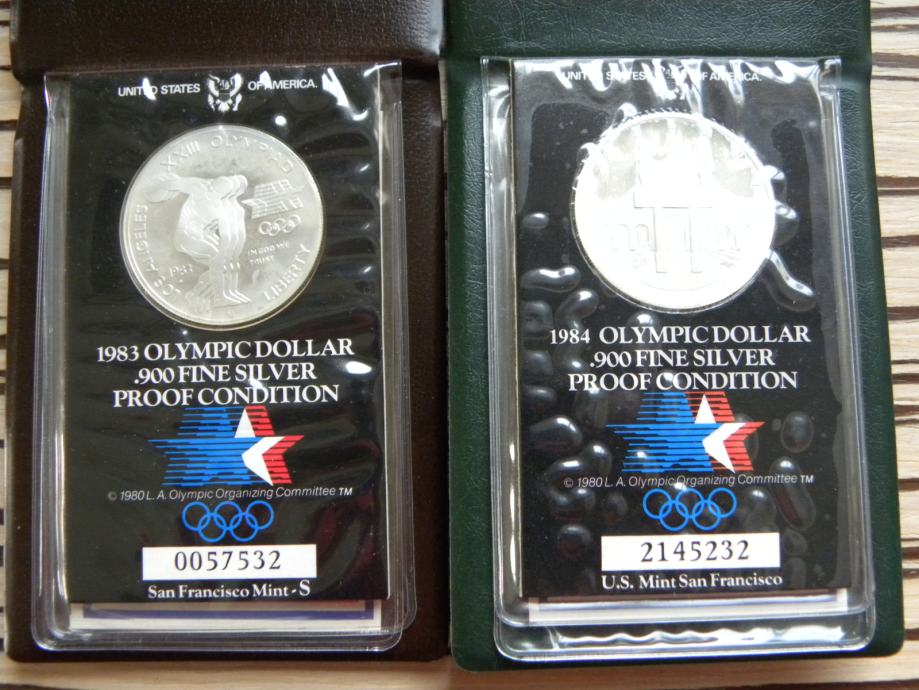 UNITED STATES OF AMERICA.
LOS ANGELES XXIII OLYMPIAD
1983
IN GOD WE
TRUST
LIBERTY
1983 OLYMPIC DOLLAR
.900 FINE SILVER
PROOF CONDITION
© 1980 L. A. Olympic Organizing Committee TM
0057532
San Francisco Mint - S
UNITED STATES OF AMERICA.
1984 OLYMPIC DOLLAR
.900 FINE SILVER
PROOF CONDITION
© 1980 L. A. Olympic Organizing Committee TM
2145232
U.S. Mint San Francisco